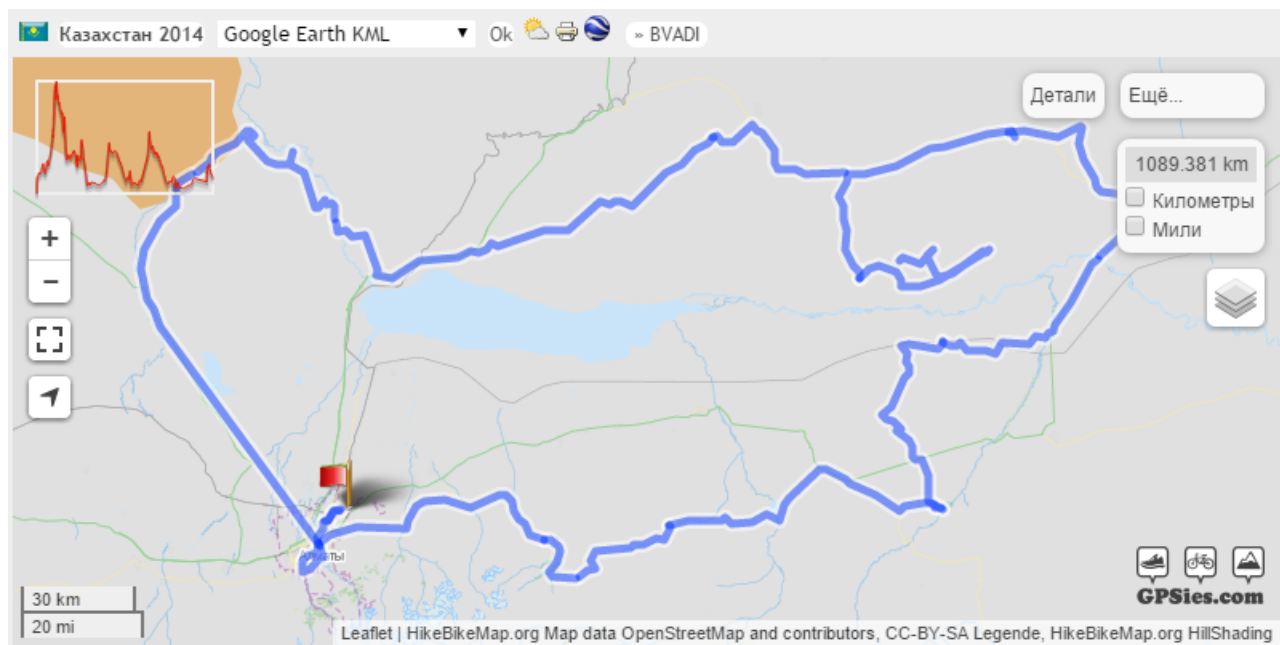 Казахстан 2014 Google Earth KML Ok » BVADI
Детали Ещё...
1089.381 km
Километры
Мили
+
−
Алматы
30 km
20 mi
GPSies.com
Leaflet | HikeBikeMap.org Map data OpenStreetMap and contributors, CC-BY-SA Legende, HikeBikeMap.org HillShading